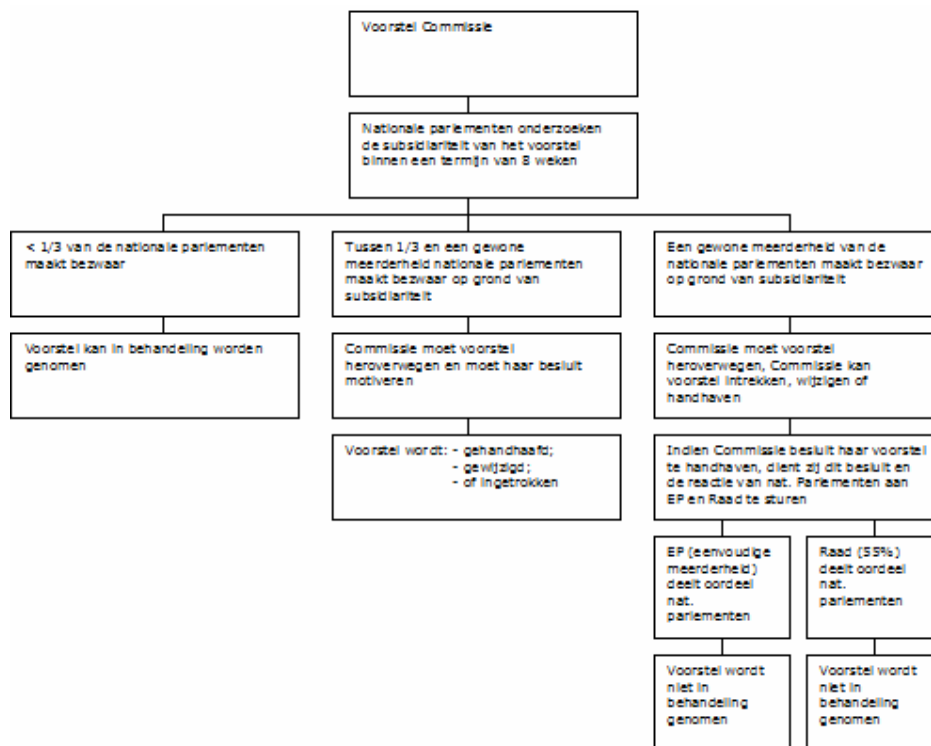 Voorstel Commissie
Nationale parlementen onderzoeken
de subsidiariteit van het voorstel
binnen een termijn van 8 weken
< 1/3 van de nationale parlementen
maakt bezwaar
Tussen 1/3 en een gewone
meerderheid nationale parlementen
maakt bezwaar op grond van
subsidiariteit
Een gewone meerderheid van de
nationale parlementen maakt bezwaar
op grond van subsidiariteit
Voorstel kan in behandeling worden
genomen
Commissie moet voorstel
heroverwegen en moet haar besluit
motiveren
Commissie moet voorstel
heroverwegen, Commissie kan
voorstel intrekken, wijzigen of
handhaven
Voorstel wordt: - gehandhaafd;
- gewijzigd;
- of ingetrokken
Indien Commissie besluit haar voorstel
te handhaven, dient zij dit besluit en
de reactie van nat. Parlementen aan
EP en Raad te sturen
EP (eenvoudige
meerderheid)
deelt oordeel
nat.
parlementen
Raad (55%)
deelt oordeel
nat.
parlementen
Voorstel wordt
niet in
behandeling
genomen
Voorstel wordt
niet in
behandeling
genomen